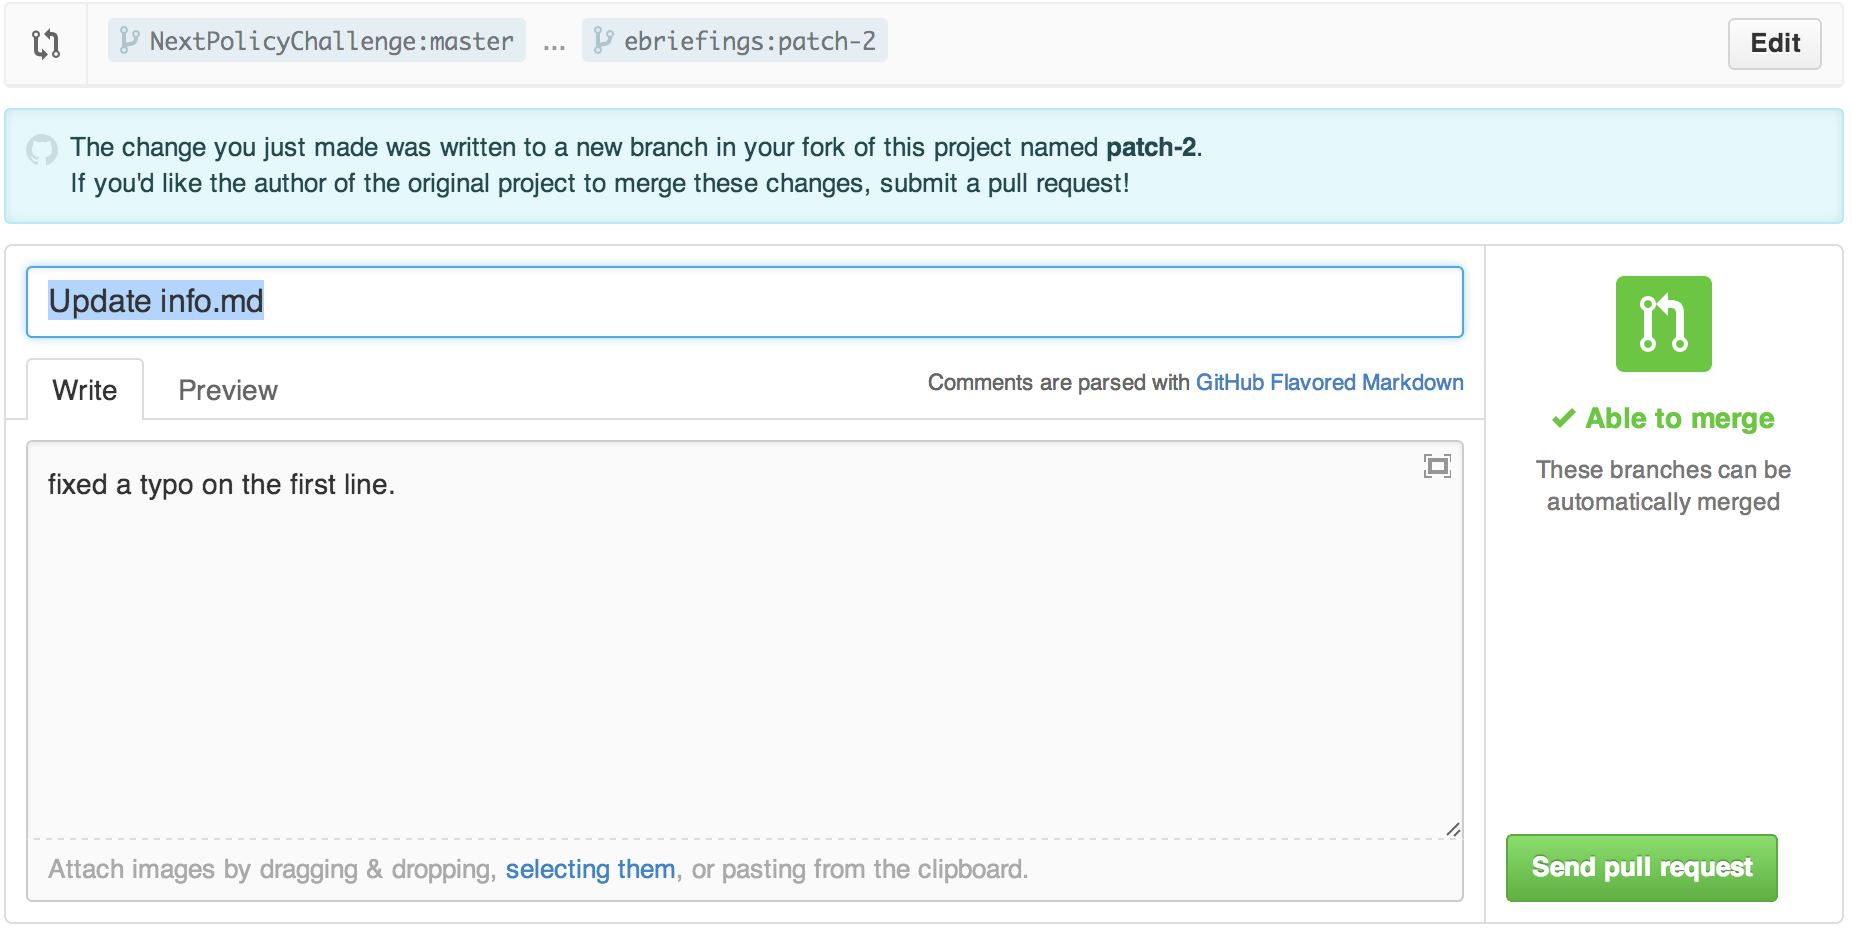 NextPolicyChallenge:master ... ebriefings:patch-2 Edit
The change you just made was written to a new branch in your fork of this project named patch-2.
If you'd like the author of the original project to merge these changes, submit a pull request!
Update info.md
Write Preview Comments are parsed with GitHub Flavored Markdown
fixed a typo on the first line.
Attach images by dragging & dropping, selecting them, or pasting from the clipboard.
Able to merge
These branches can be
automatically merged
Send pull request